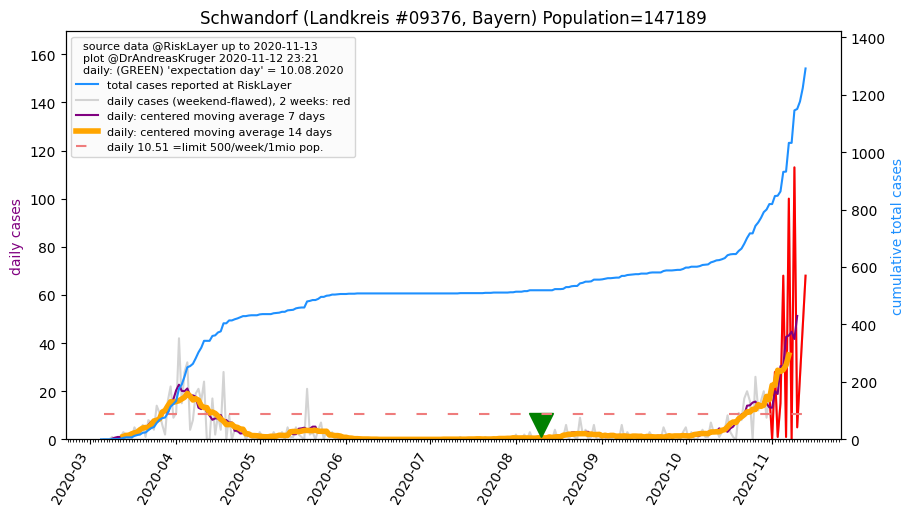 Schwandorf (Landkreis #09376, Bayern) Population=147189
source data @RiskLayer up to 2020-11-13
plot @DrAndreasKruger 2020-11-12 23:21
daily: (GREEN) 'expectation day' = 10.08.2020
total cases reported at RiskLayer
daily cases (weekend-flawed), 2 weeks: red
daily: centered moving average 7 days
daily: centered moving average 14 days
daily 10.51 =limit 500/week/1mio pop.
daily cases
160
140
120
100
80
60
40
20
0
cumulative total cases
1400
1200
1000
800
600
400
200
0
2020-03
2020-04
2020-05
2020-06
2020-07
2020-08
2020-09
2020-10
2020-11